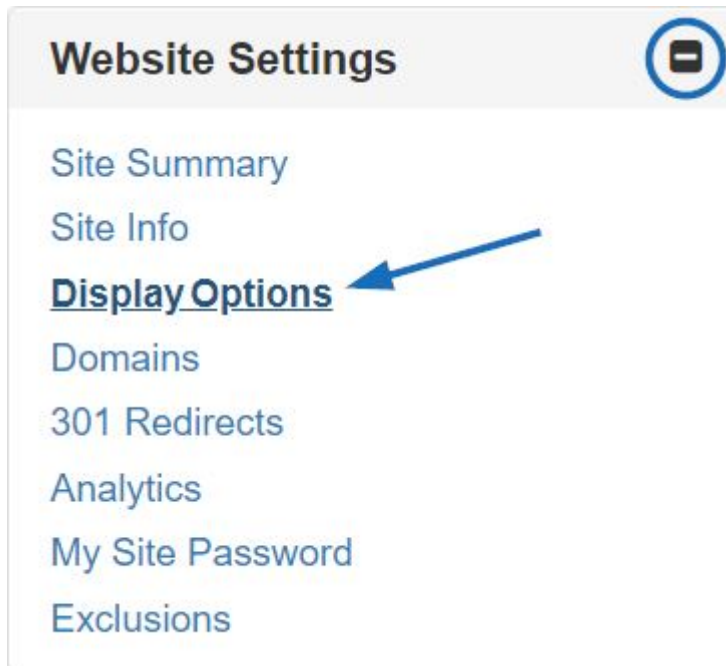 Website Settings
Site Summary
Site Info
Display Options
Domains
301 Redirects
Analytics
My Site Password
Exclusions